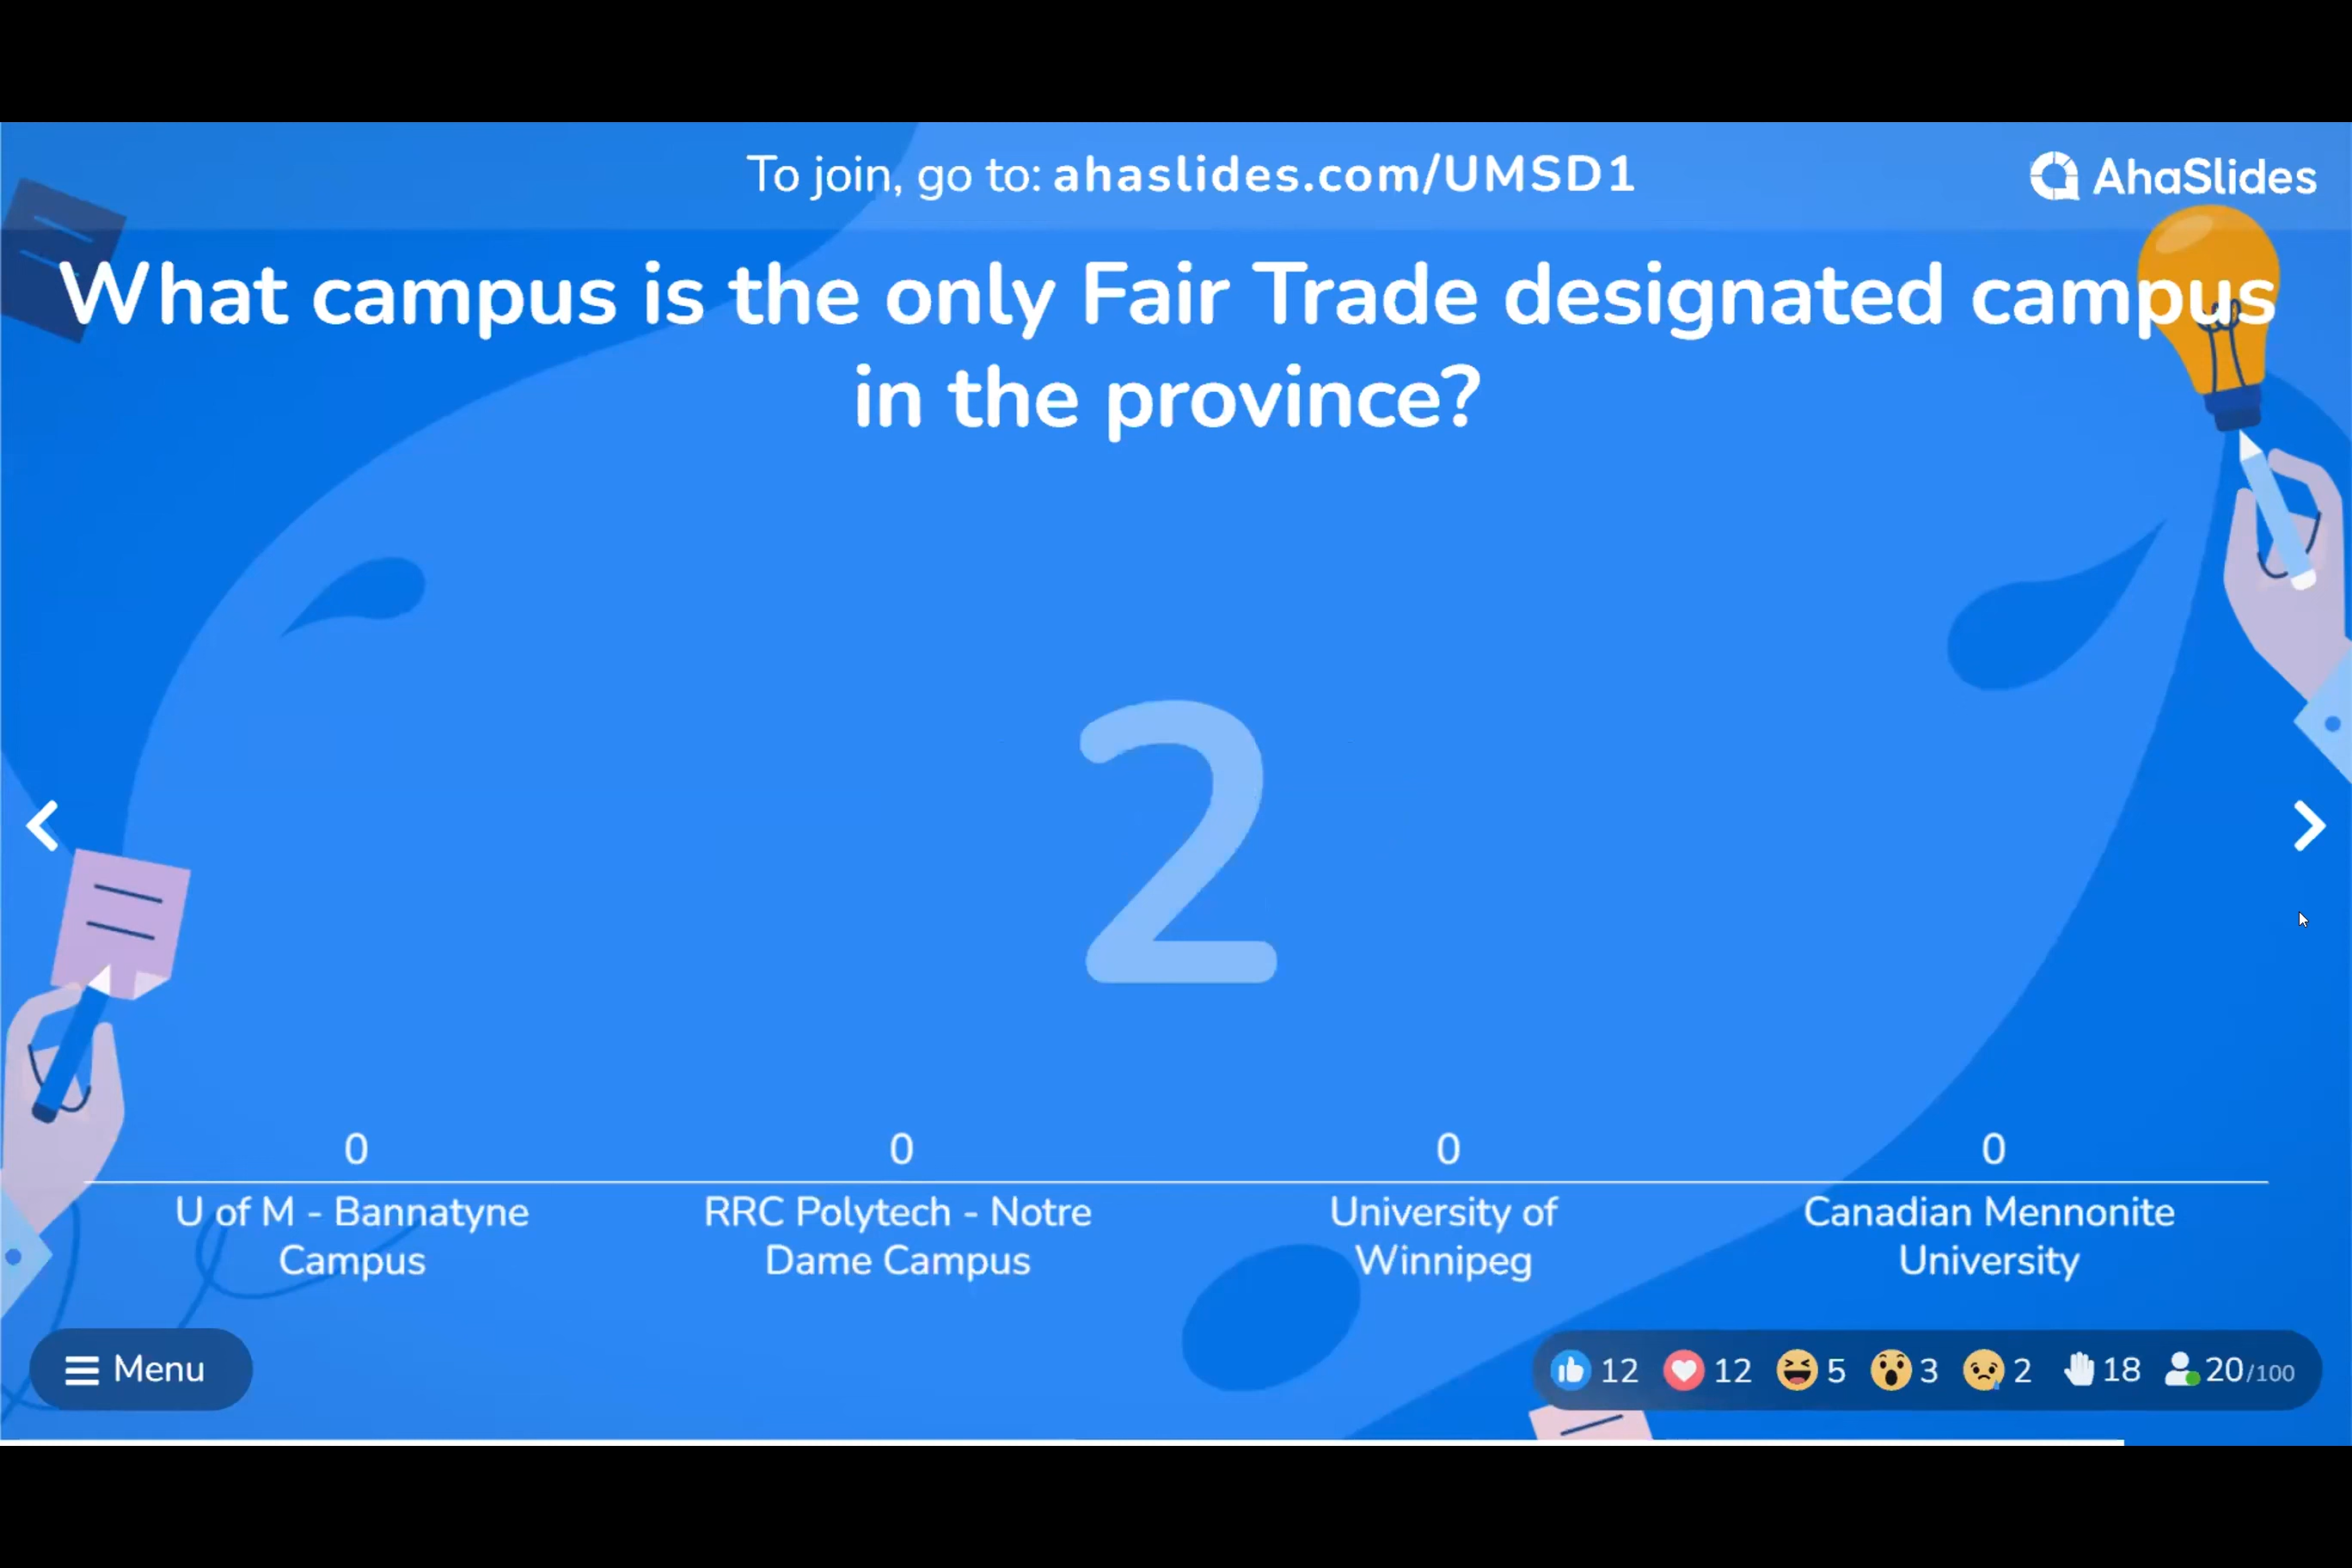 To join, go to: ahaslides.com/UMSD1
AhaSlides
What campus is the only Fair Trade designated campus
in the province?
2
0 0 0 0
U of M - Bannatyne RRC Polytech - Notre University of Canadian Mennonite
Campus Dame Campus Winnipeg University
Menu
12 12 5 3 2 18 20/100